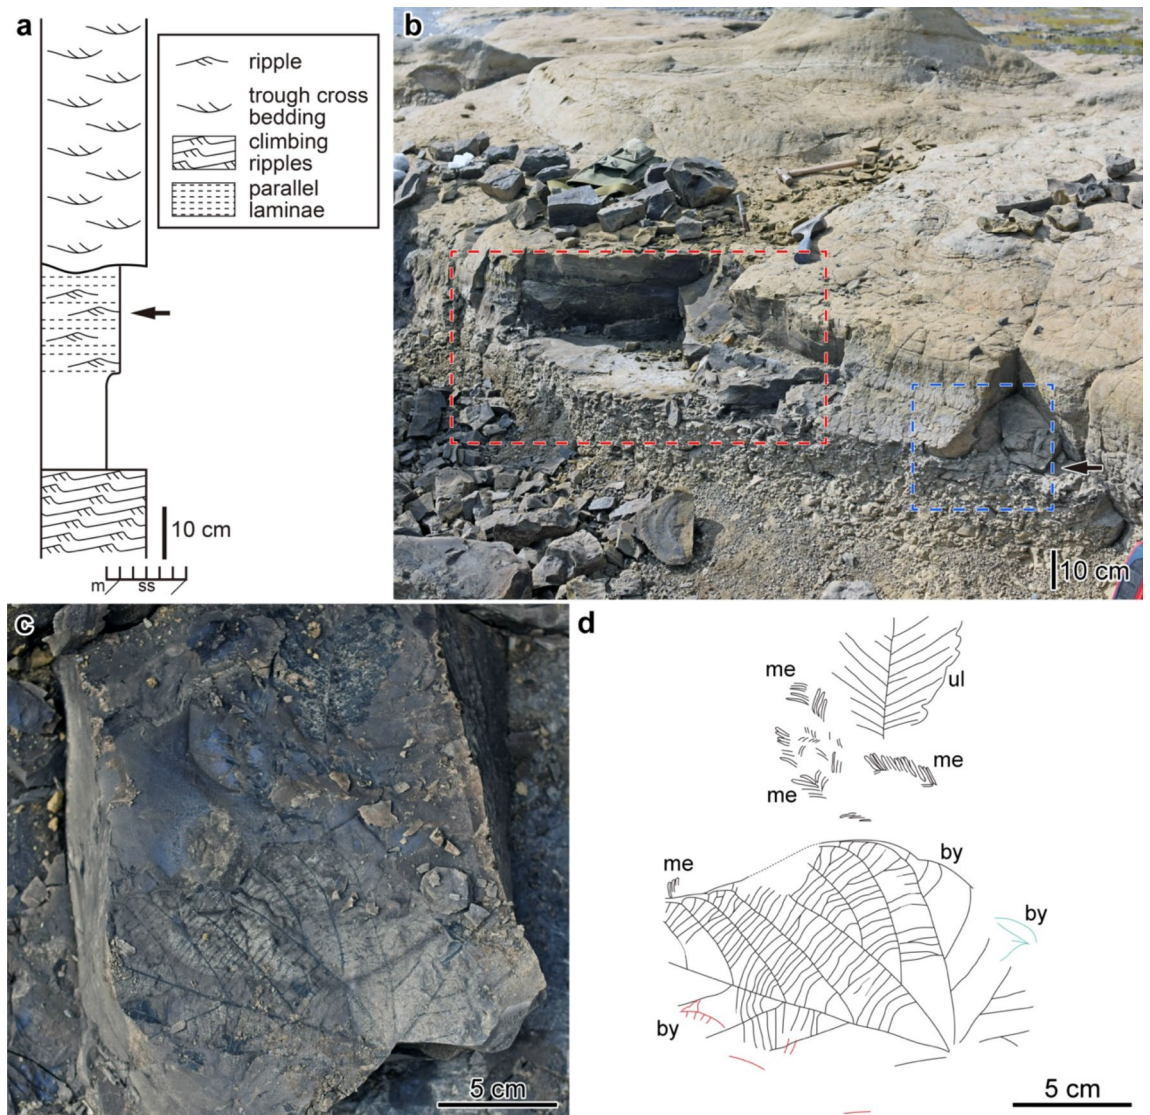 a
ripple
trough cross
bedding
climbing
ripples
parallel
laminae
10 cm
m
ss
b
10 cm
c
5 cm
d
me
ul
me
me
me
by
by
by
5 cm